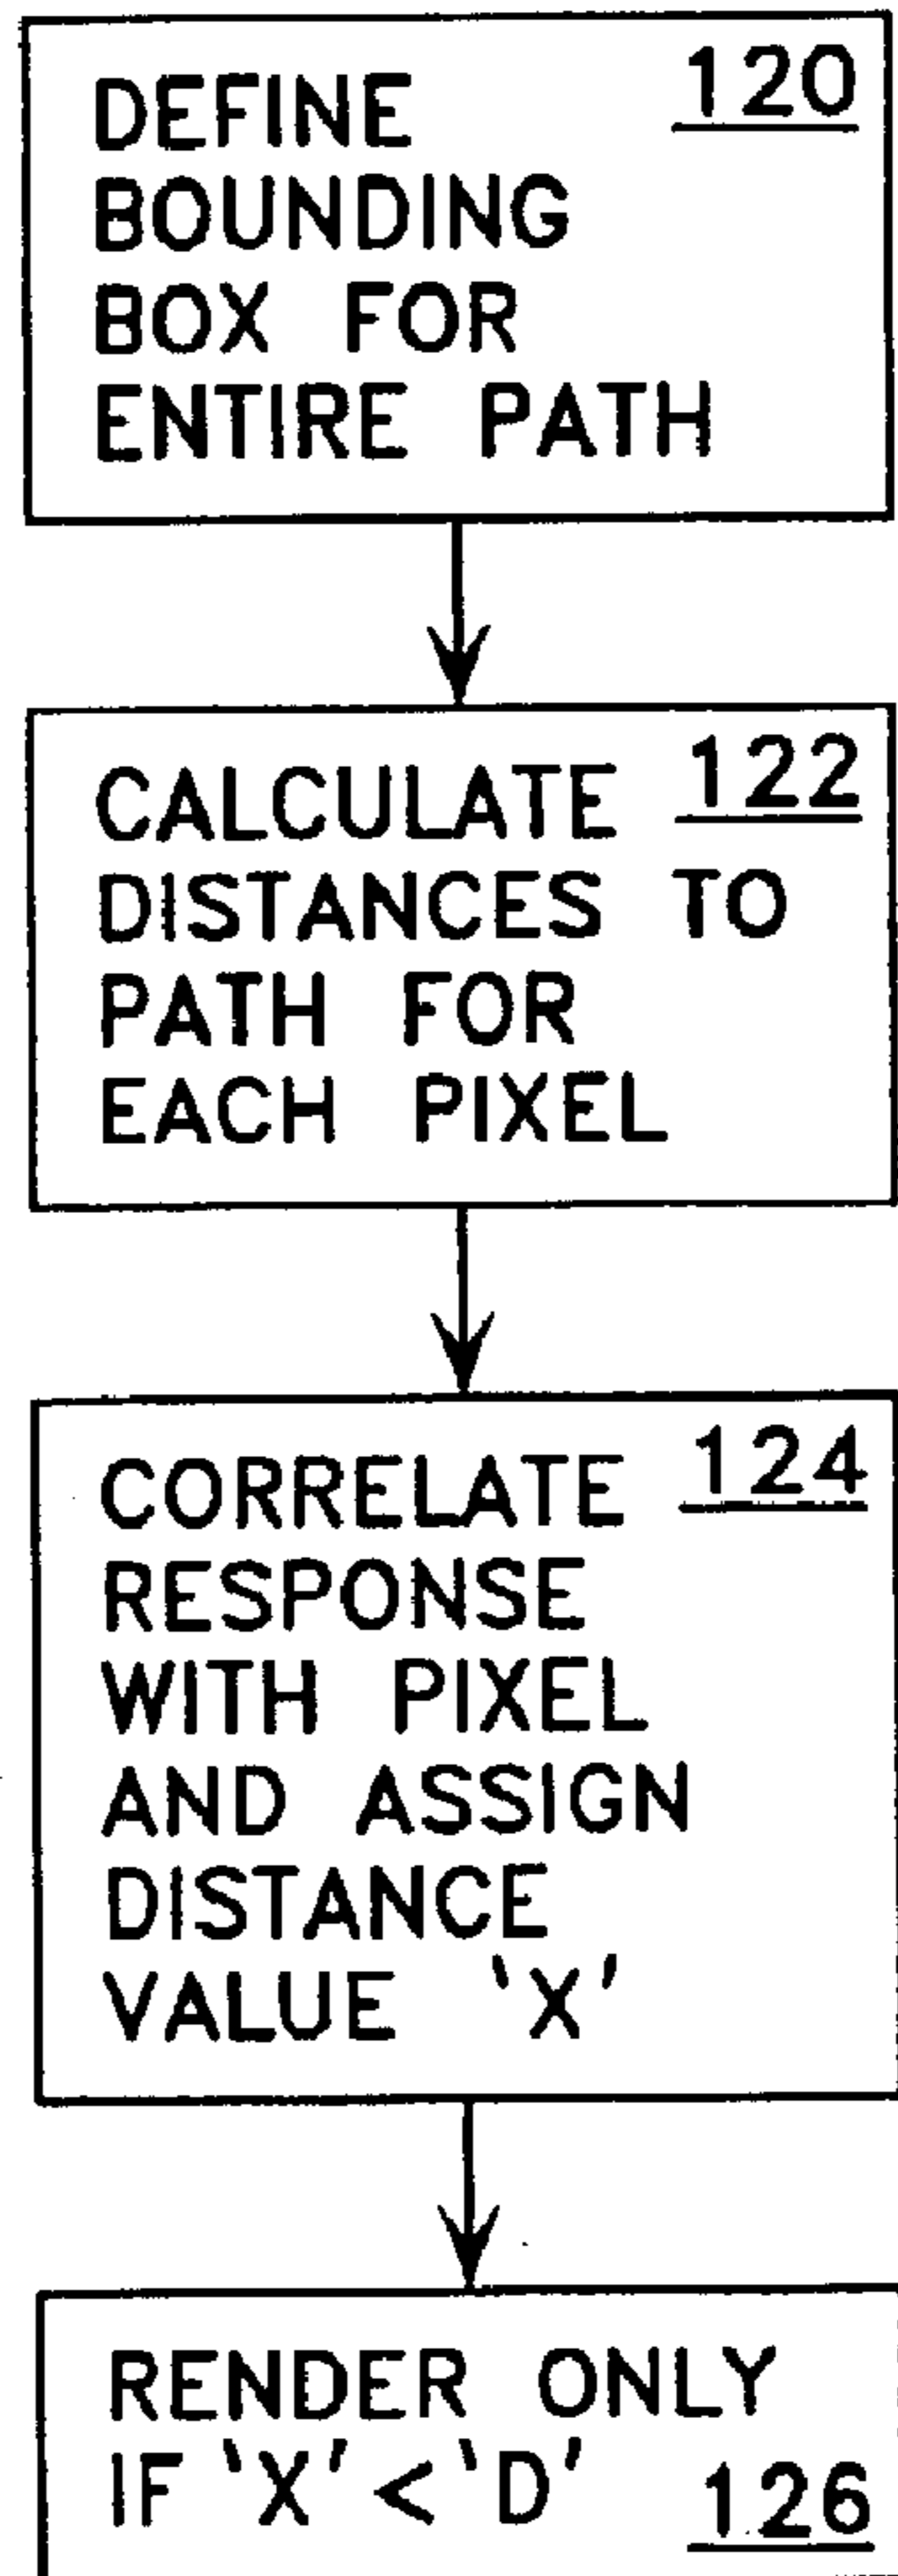 DEFINE 120
BOUNDING
BOX FOR
ENTIRE PATH
CALCULATE 122
DISTANCES TO
PATH FOR
EACH PIXEL
CORRELATE 124
RESPONSE
WITH PIXEL
AND ASSIGN
DISTANCE
VALUE 'X'
RENDER ONLY
IF 'X' < 'D' 126